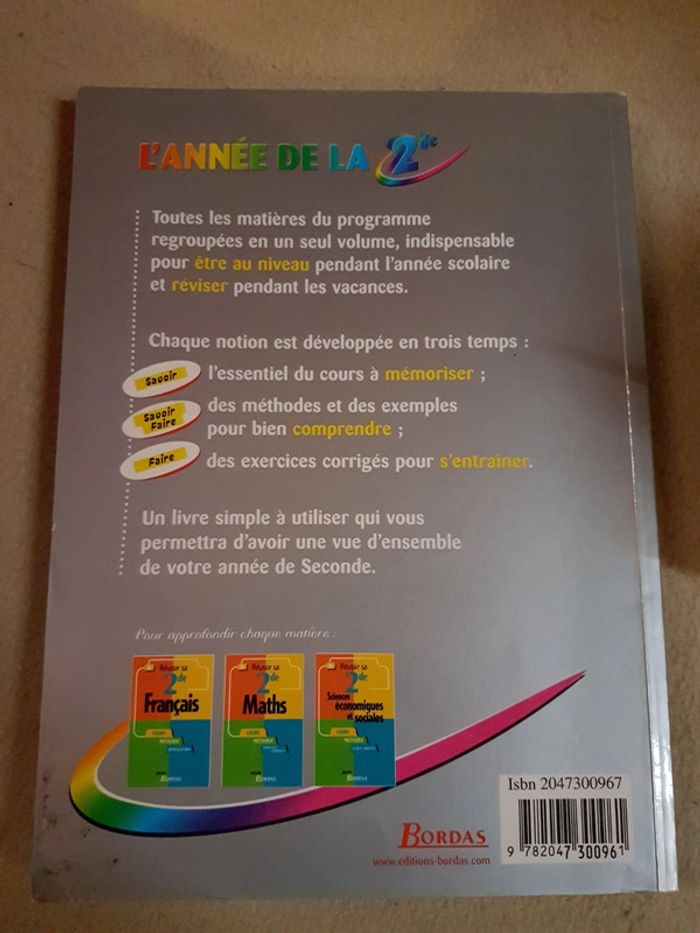 L'ANNÉE DE LA 2de
Toutes les matières du programme
regroupées en un seul volume, indispensable
pour être au niveau pendant l'année scolaire
et réviser pendant les vacances.
Chaque notion est développée en trois temps :
Savoir l'essentiel du cours à mémoriser ;
Savoir Faire des méthodes et des exemples
pour bien comprendre ;
Faire des exercices corrigés pour s'entraîner.
Un livre simple à utiliser qui vous
permettra d'avoir une vue d'ensemble
de votre année de Seconde.
Pour approfondir chaque matière :
Réussir sa
2de
Français
BORDAS
Réussir sa
2de
Maths
BORDAS
Réussir sa
2de
Sciences
économiques
et sociales
BORDAS
Isbn 2047300967
9 782047 300961
BORDAS
www.editions-bordas.com